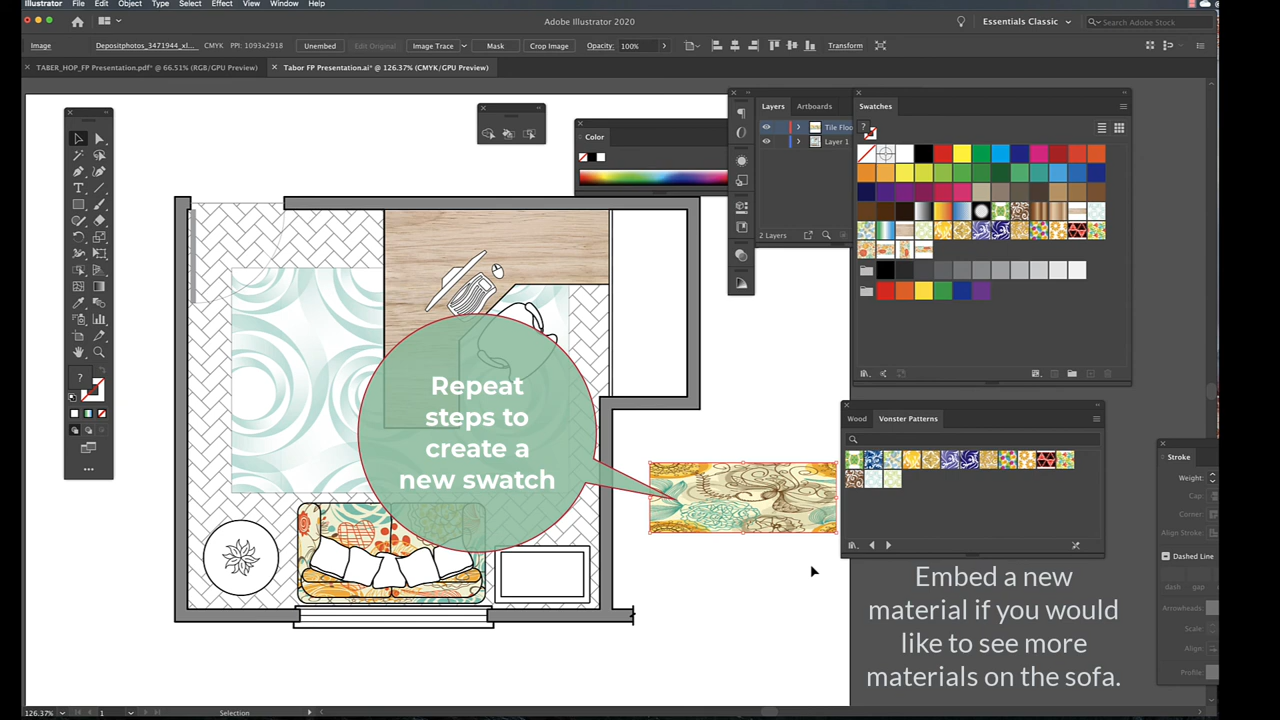 Illustrator File Edit Object Type Select Effect View Window Help
Adobe Illustrator 2020
Essentials Classic
Search Adobe Stock
Image Depositphotos_3471944_xl... CMYK PPI: 1093x2918 Unembed Edit Original Image Trace Mask Crop Image Opacity: 100% Transform
TABER_HOP_FP Presentation.pdf* @ 66.51% (RGB/GPU Preview)
Tabor FP Presentation.ai* @ 126.37% (CMYK/GPU Preview)
Layers Artboards
Swatches
Tile Floo
Layer 1
Color
2 Layers
Repeat
steps to
create a
new swatch
Wood Vonster Patterns
Stroke
Weight:
Cap:
Corner:
Align Stroke:
Dashed Line
dash gap
Arrowheads:
Scale:
Align:
Profile:
Embed a new
material if you would
like to see more
materials on the sofa.
126.37% 1 Selection